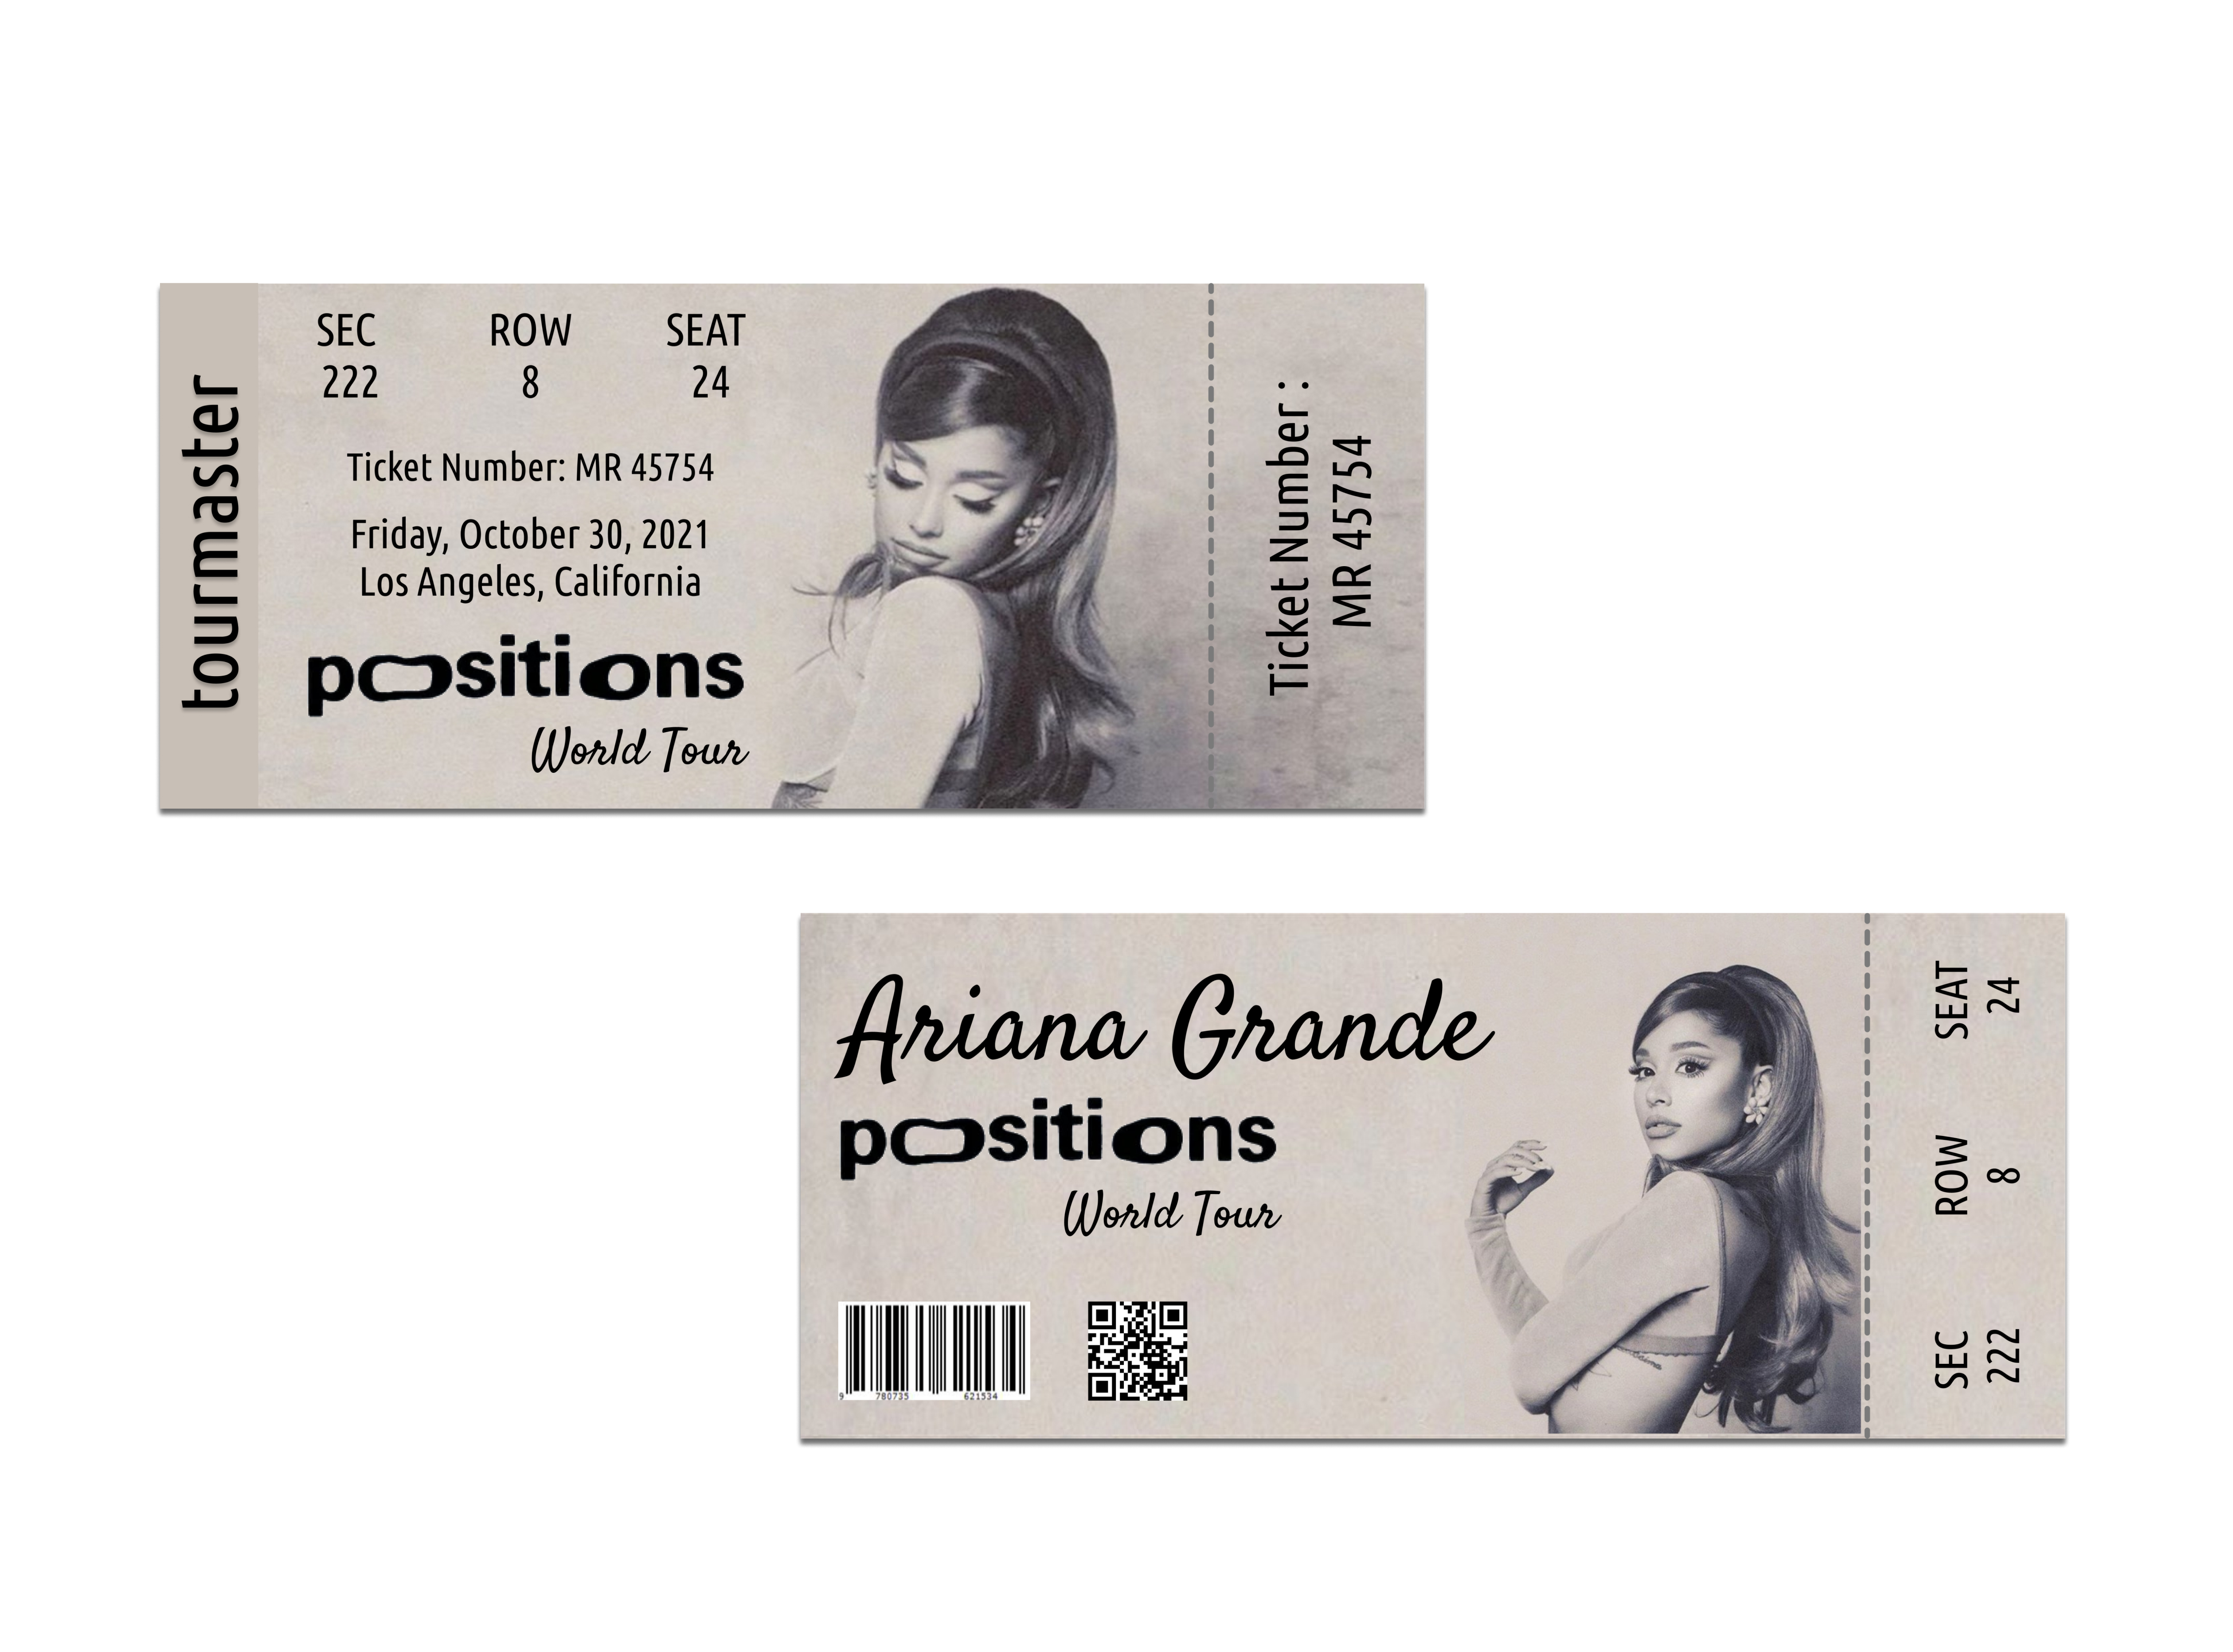 tourmaster
SEC ROW SEAT
222 8 24
Ticket Number: MR 45754
Friday, October 30, 2021
Los Angeles, California
positions
World Tour
Ticket Number :
MR 45754
Ariana Grande
positions
World Tour
9 780735 621534
SEC ROW SEAT
222 8 24